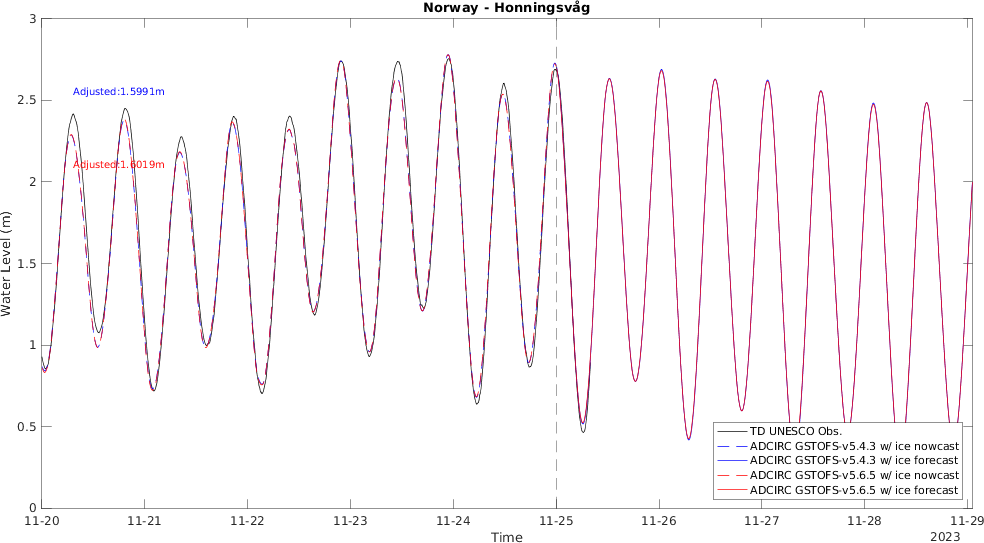 Norway - Honningsvåg
3
2.5
2
1.5
1
0.5
0
Water Level (m)
Adjusted:1.5991m
Adjusted:1.6019m
TD UNESCO Obs.
ADCIRC GSTOFS-v5.4.3 w/ ice nowcast
ADCIRC GSTOFS-v5.4.3 w/ ice forecast
ADCIRC GSTOFS-v5.6.5 w/ ice nowcast
ADCIRC GSTOFS-v5.6.5 w/ ice forecast
11-20 11-21 11-22 11-23 11-24 11-25 11-26 11-27 11-28 11-29
Time
2023